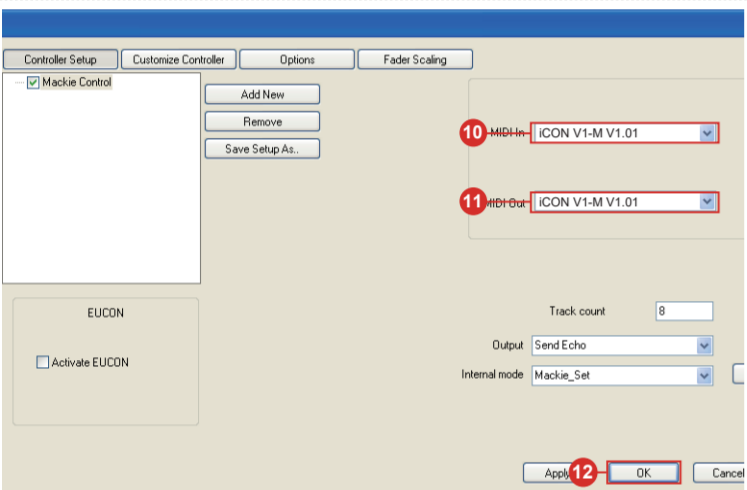 Controller Setup Customize Controller Options Fader Scaling
Mackie Control
Add New
Remove
Save Setup As..
10 MIDI In iCON V1-M V1.01
11 MIDI Out iCON V1-M V1.01
EUCON
Activate EUCON
Track count 8
Output Send Echo
Internal mode Mackie_Set
Apply 12 OK Cancel